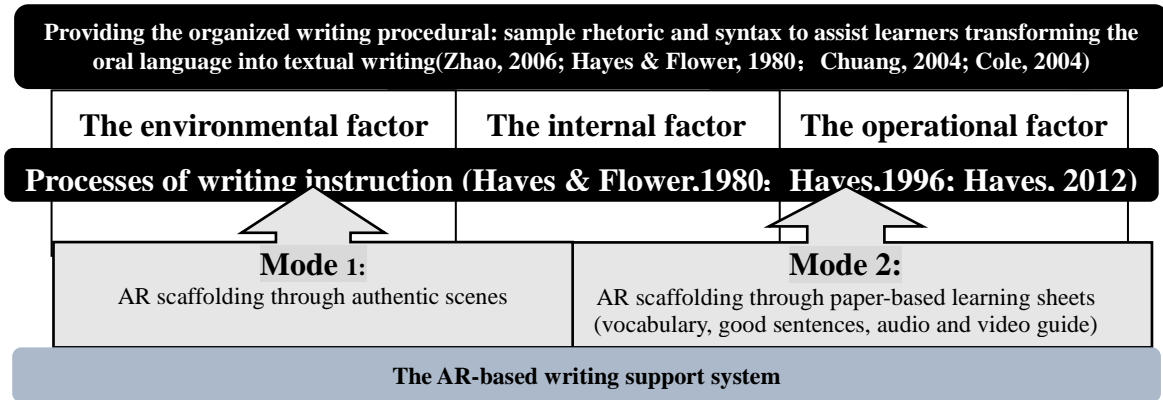 Providing the organized writing procedural: sample rhetoric and syntax to assist learners transforming the
oral language into textual writing(Zhao, 2006; Hayes & Flower, 1980；Chuang, 2004; Cole, 2004)
The environmental factor
The internal factor
The operational factor
Processes of writing instruction (Hayes & Flower,1980；Hayes,1996; Hayes, 2012)
Mode 1:
AR scaffolding through authentic scenes
Mode 2:
AR scaffolding through paper-based learning sheets
(vocabulary, good sentences, audio and video guide)
The AR-based writing support system